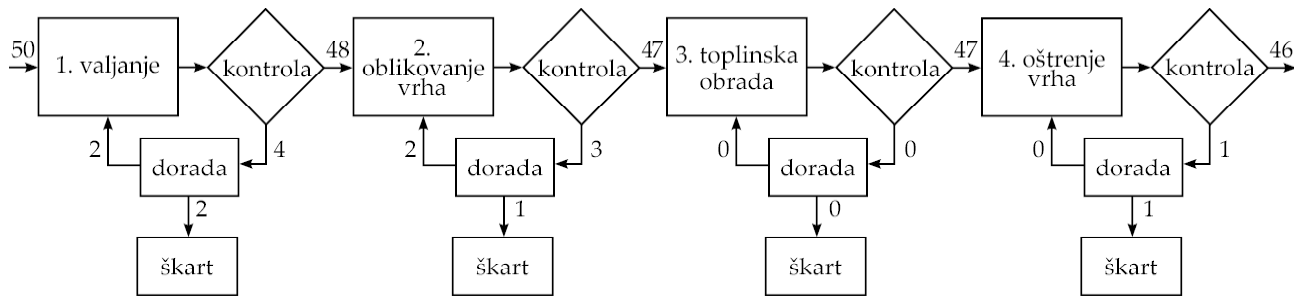 50
1. valjanje
kontrola
48
2.
oblikovanje
vrha
kontrola
47
3. toplinska
obrada
kontrola
47
4. oštrenje
vrha
kontrola
46
2
dorada
4
2
dorada
3
0
dorada
0
0
dorada
1
2
1
0
1
škart
škart
škart
škart